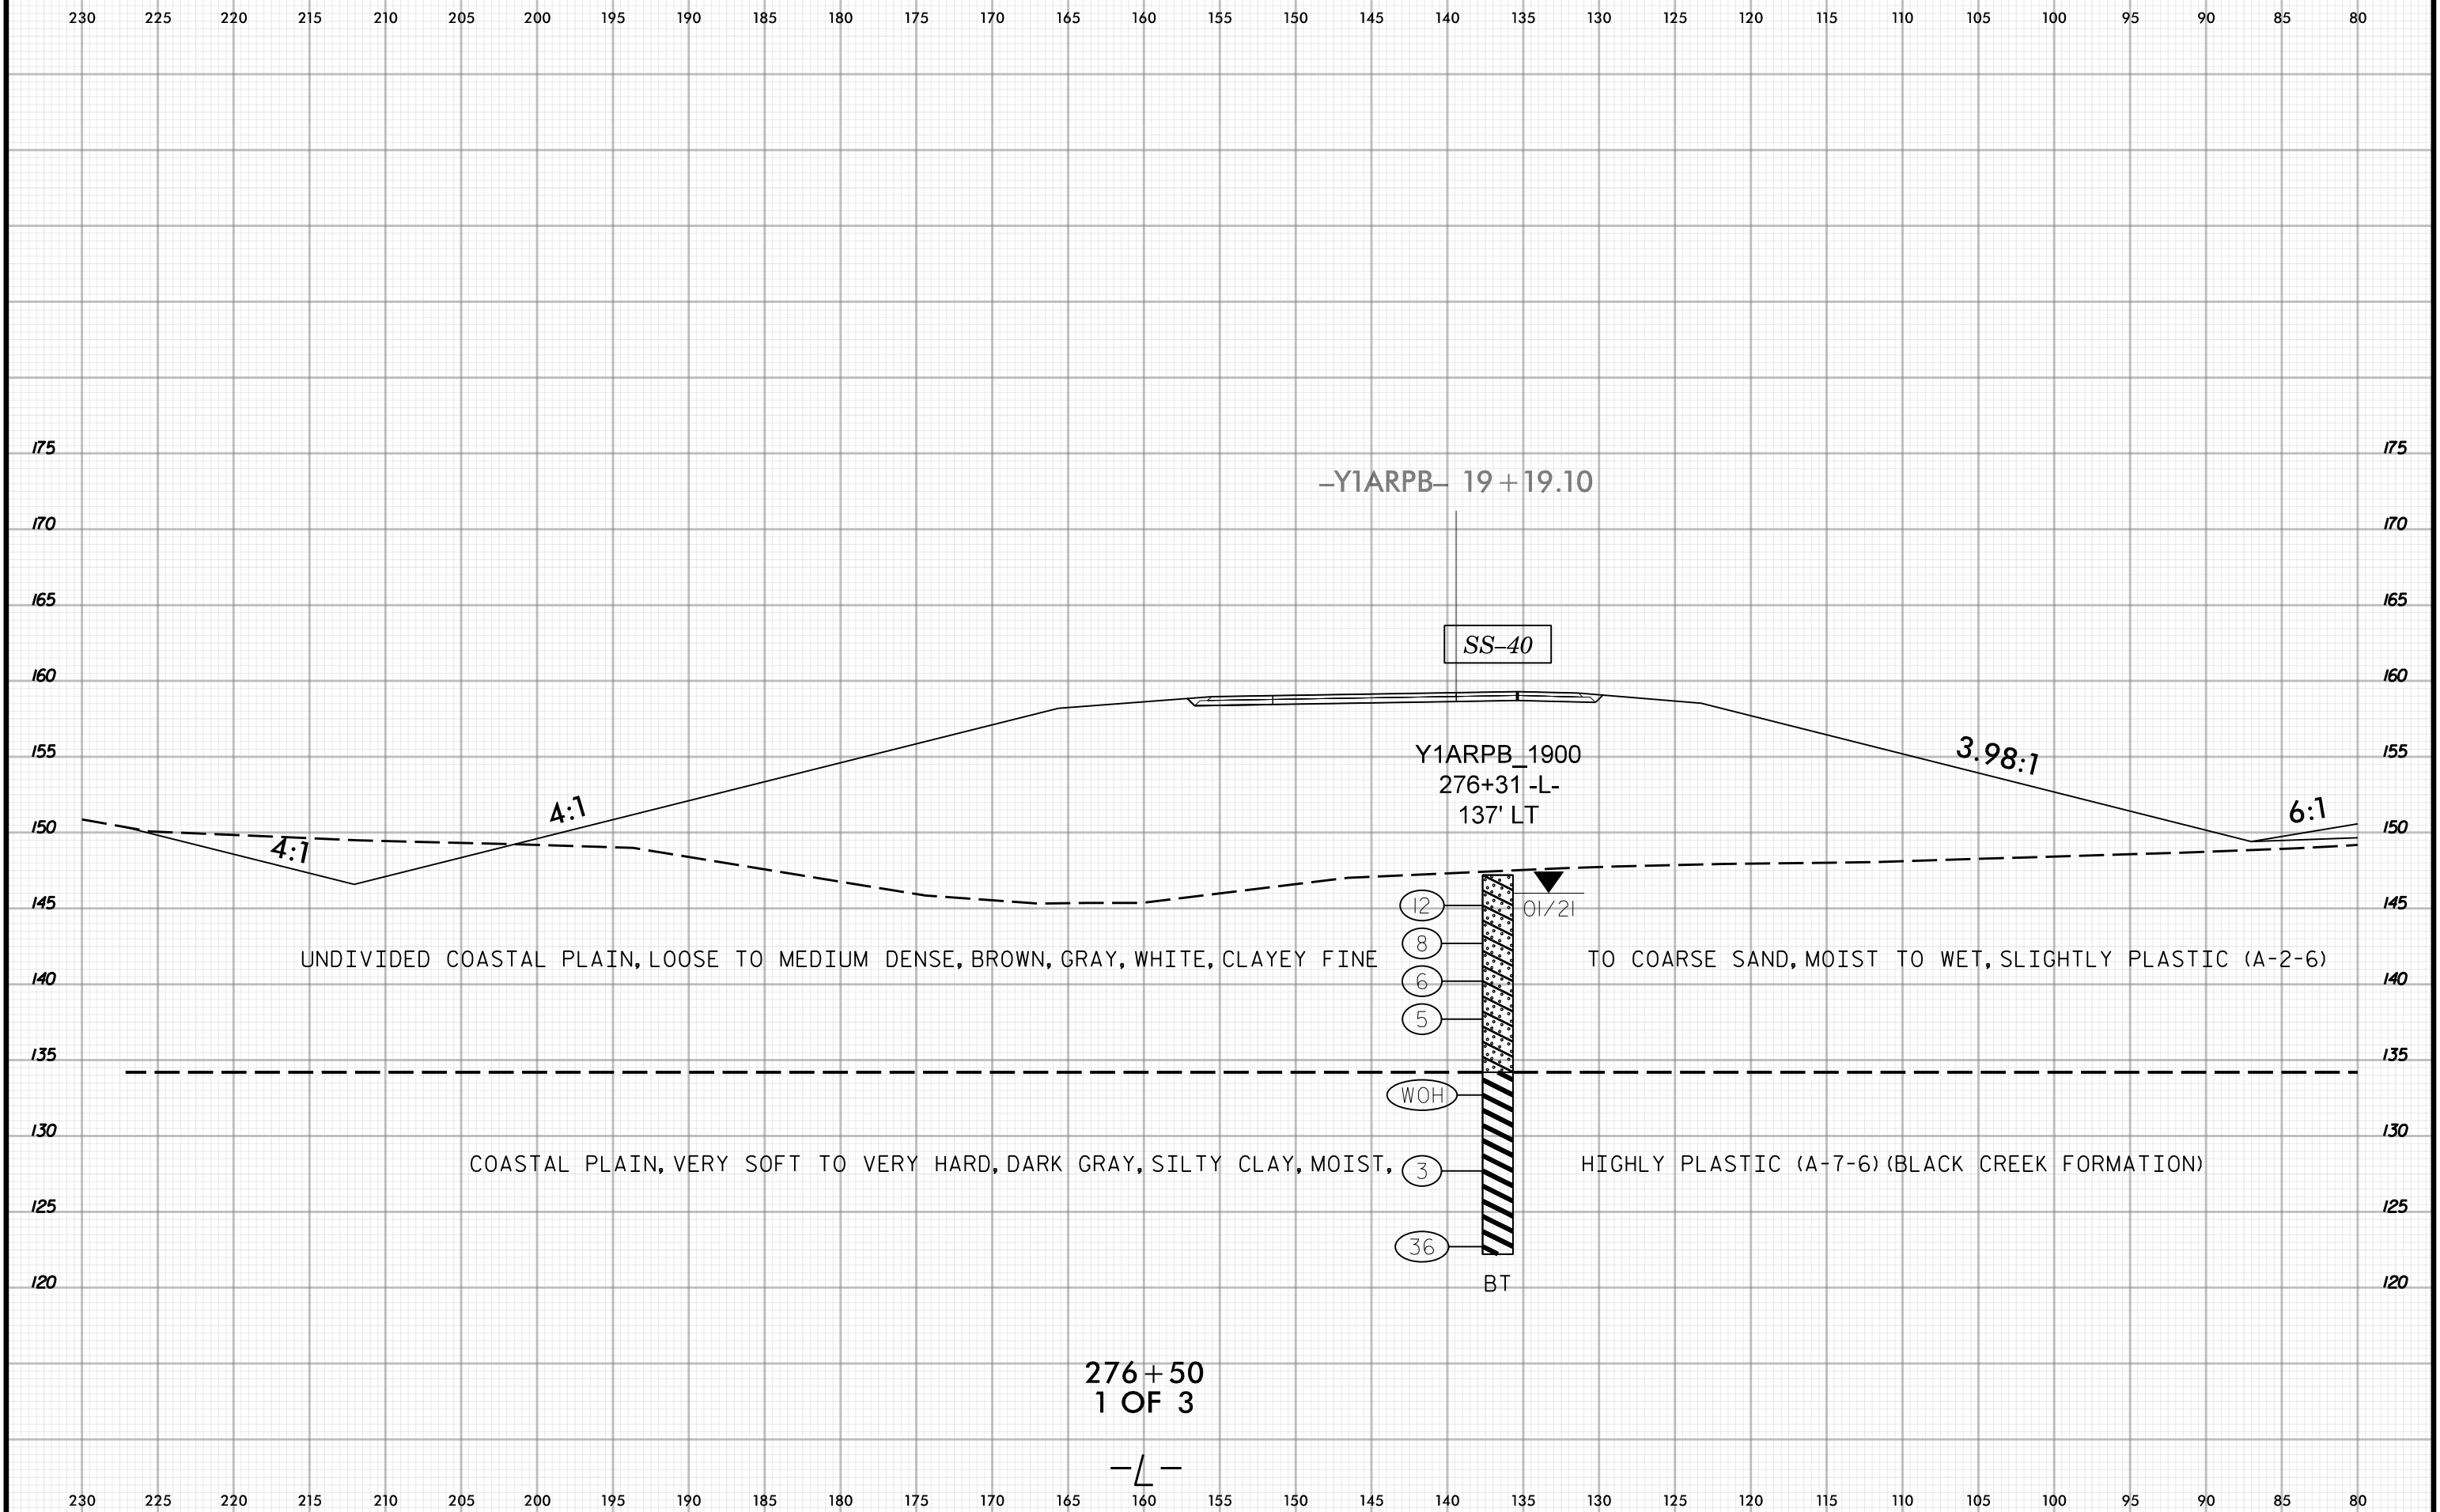 230 225 220 215 210 205 200 195 190 185 180 175 170 165 160 155 150 145 140 135 130 125 120 115 110 105 100 95 90 85 80
175 175
–Y1ARPB– 19+19.10
170 170
165 165
SS–40
160 160
Y1ARPB_1900
155 3.98:1 155
276+31 -L-
4:1 137' LT 6:1
150 150
4:1
145 12 01/21 145
8
UNDIVIDED COASTAL PLAIN, LOOSE TO MEDIUM DENSE, BROWN, GRAY, WHITE, CLAYEY FINE TO COARSE SAND, MOIST TO WET, SLIGHTLY PLASTIC (A-2-6)
140 6 140
5
135 135
WOH
130 130
COASTAL PLAIN, VERY SOFT TO VERY HARD, DARK GRAY, SILTY CLAY, MOIST, 3 HIGHLY PLASTIC (A-7-6) (BLACK CREEK FORMATION)
125 125
36
120 BT 120
276+50
1 OF 3
-L-
230 225 220 215 210 205 200 195 190 185 180 175 170 165 160 155 150 145 140 135 130 125 120 115 110 105 100 95 90 85 80